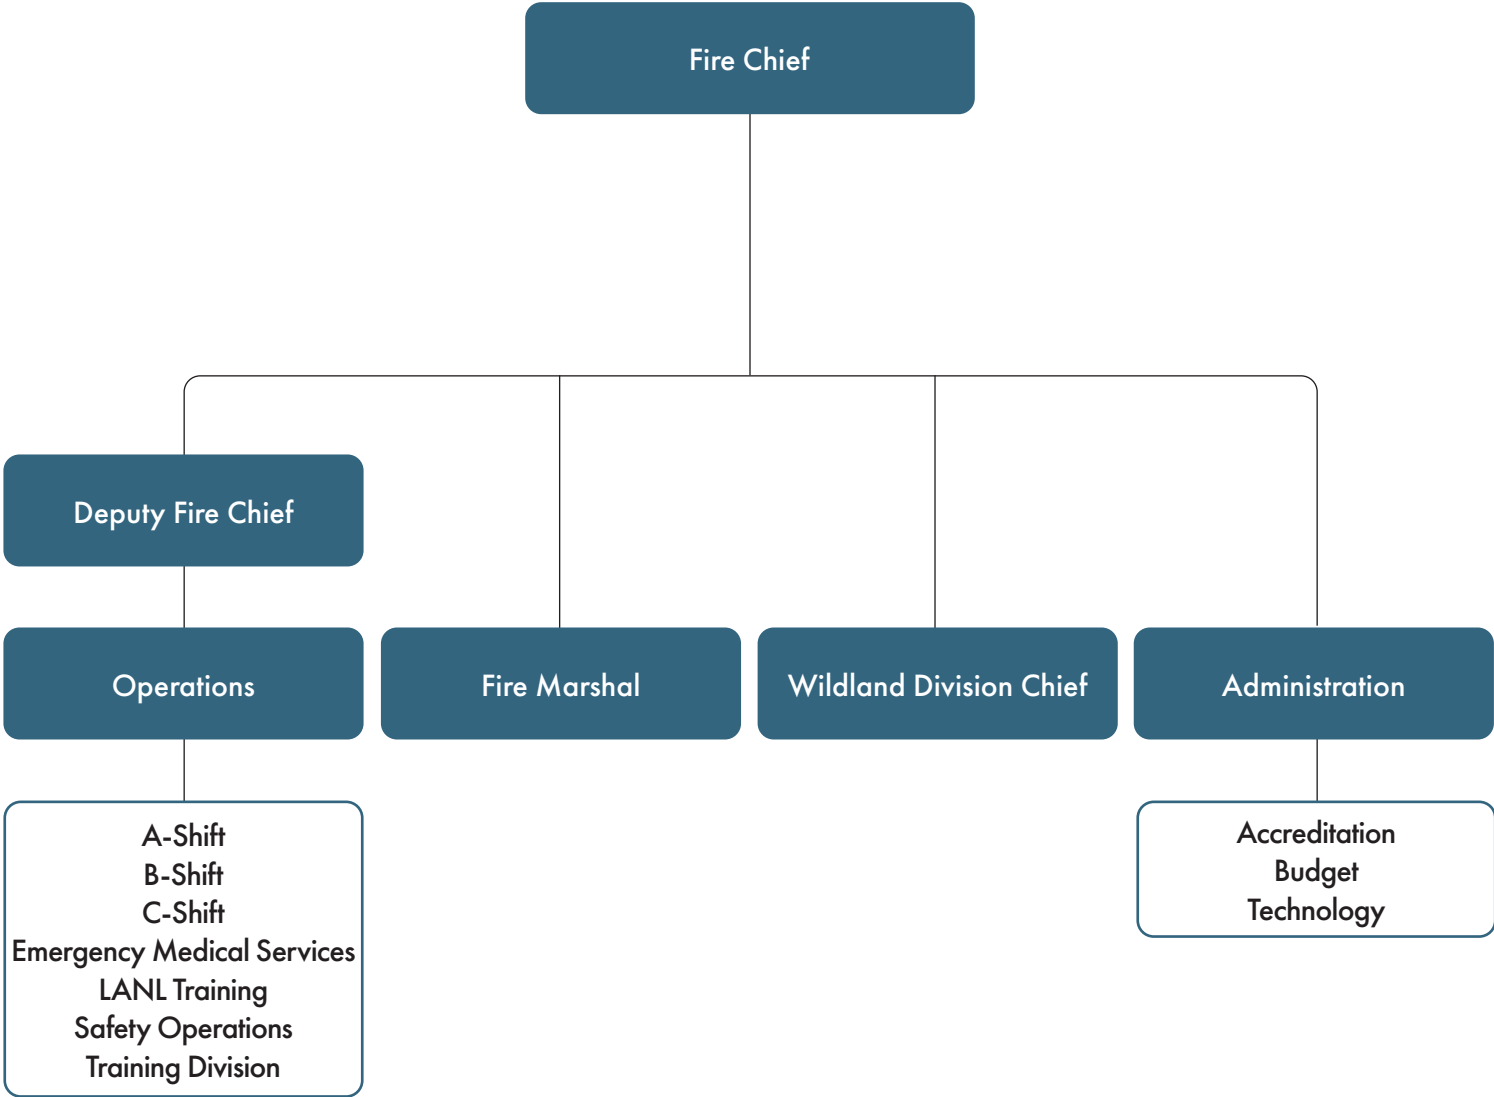 Fire Chief
Deputy Fire Chief
Operations
Fire Marshal
Wildland Division Chief
Administration
A-Shift
B-Shift
C-Shift
Emergency Medical Services
LANL Training
Safety Operations
Training Division
Accreditation
Budget
Technology